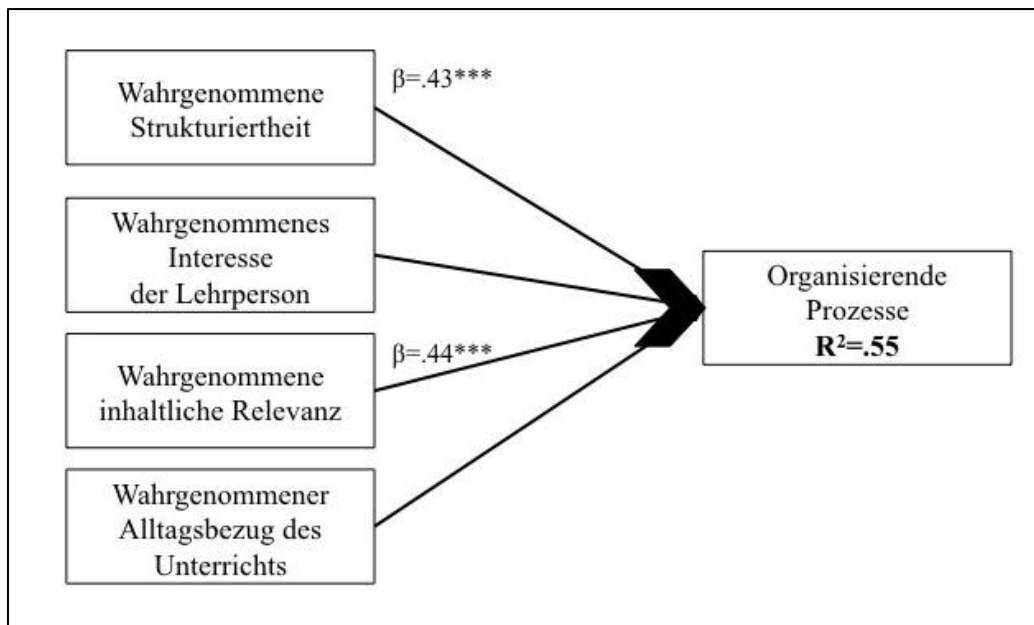 Wahrgenommene
Strukturiertheit
β=.43***
Wahrgenommenes
Interesse
der Lehrperson
Wahrgenommene
inhaltliche Relevanz
β=.44***
Wahrgenommener
Alltagsbezug des
Unterrichts
Organisierende
Prozesse
R²=.55